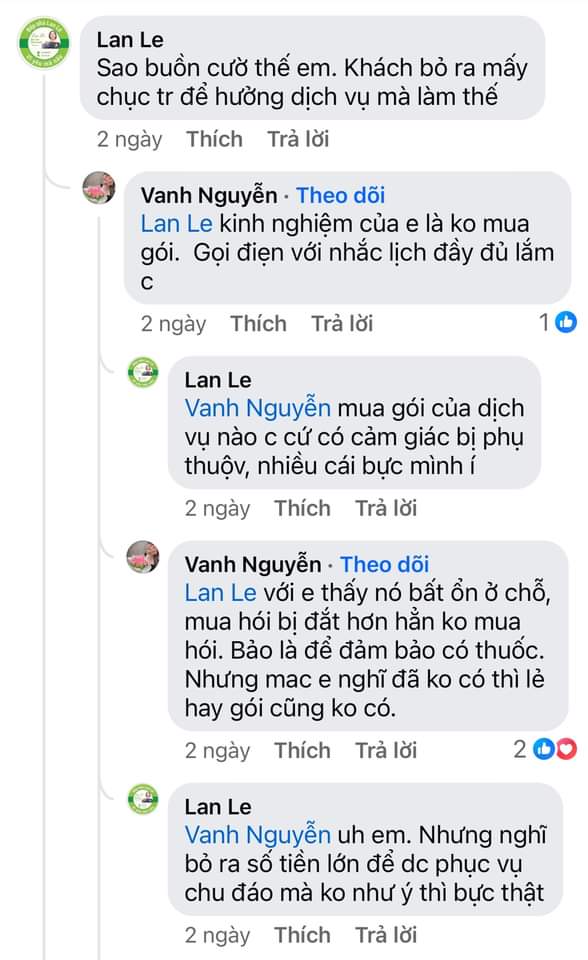 Lan Le
Sao buồn cườ thế em. Khách bỏ ra mấy
chục tr để hưởng dịch vụ mà làm thế
2 ngày Thích Trả lời
Vanh Nguyễn · Theo dõi
Lan Le kinh nghiệm của e là ko mua
gói. Gọi điện với nhắc lịch đầy đủ lắm
c
2 ngày Thích Trả lời 1
Lan Le
Vanh Nguyễn mua gói của dịch
vụ nào c cứ có cảm giác bị phụ
thuộv, nhiều cái bực mình í
2 ngày Thích Trả lời
Vanh Nguyễn · Theo dõi
Lan Le với e thấy nó bất ổn ở chỗ,
mua hói bị đắt hơn hẳn ko mua
hói. Bảo là để đảm bảo có thuốc.
Nhưng mac e nghĩ đã ko có thì lẻ
hay gói cũng ko có.
2 ngày Thích Trả lời 2
Lan Le
Vanh Nguyễn uh em. Nhưng nghĩ
bỏ ra số tiền lớn để dc phục vụ
chu đáo mà ko như ý thì bực thật
2 ngày Thích Trả lời